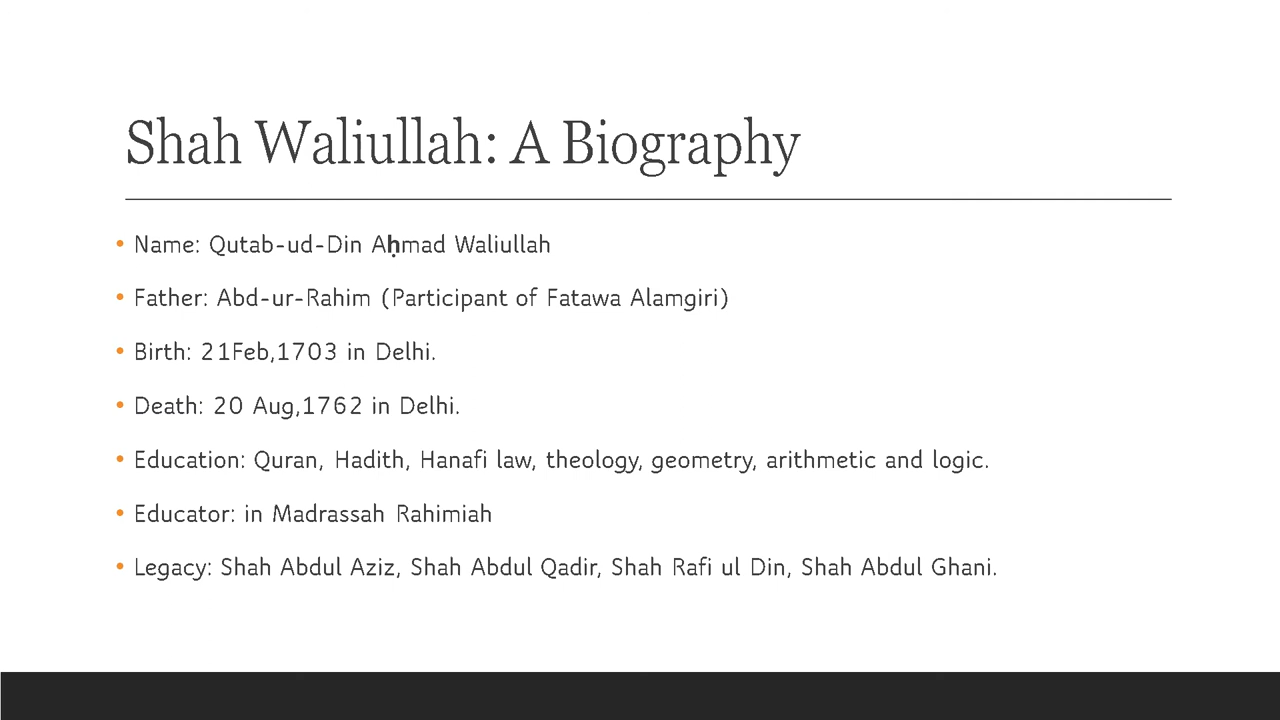 Shah Waliullah: A Biography
• Name: Qutab-ud-Din Aḥmad Waliullah
• Father: Abd-ur-Rahim (Participant of Fatawa Alamgiri)
• Birth: 21Feb,1703 in Delhi.
• Death: 20 Aug,1762 in Delhi.
• Education: Quran, Hadith, Hanafi law, theology, geometry, arithmetic and logic.
• Educator: in Madrassah Rahimiah
• Legacy: Shah Abdul Aziz, Shah Abdul Qadir, Shah Rafi ul Din, Shah Abdul Ghani.